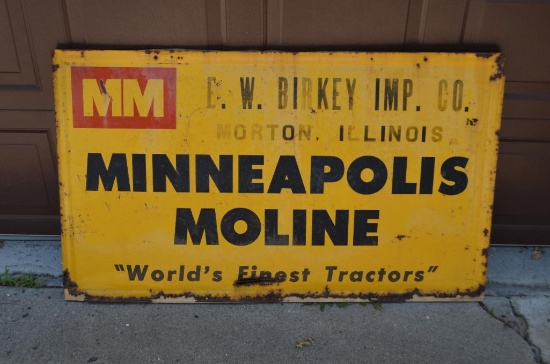 MM
E. W. BIRKEY IMP. CO.
MORTON, ILLINOIS
MINNEAPOLIS
MOLINE
"World's Finest Tractors"